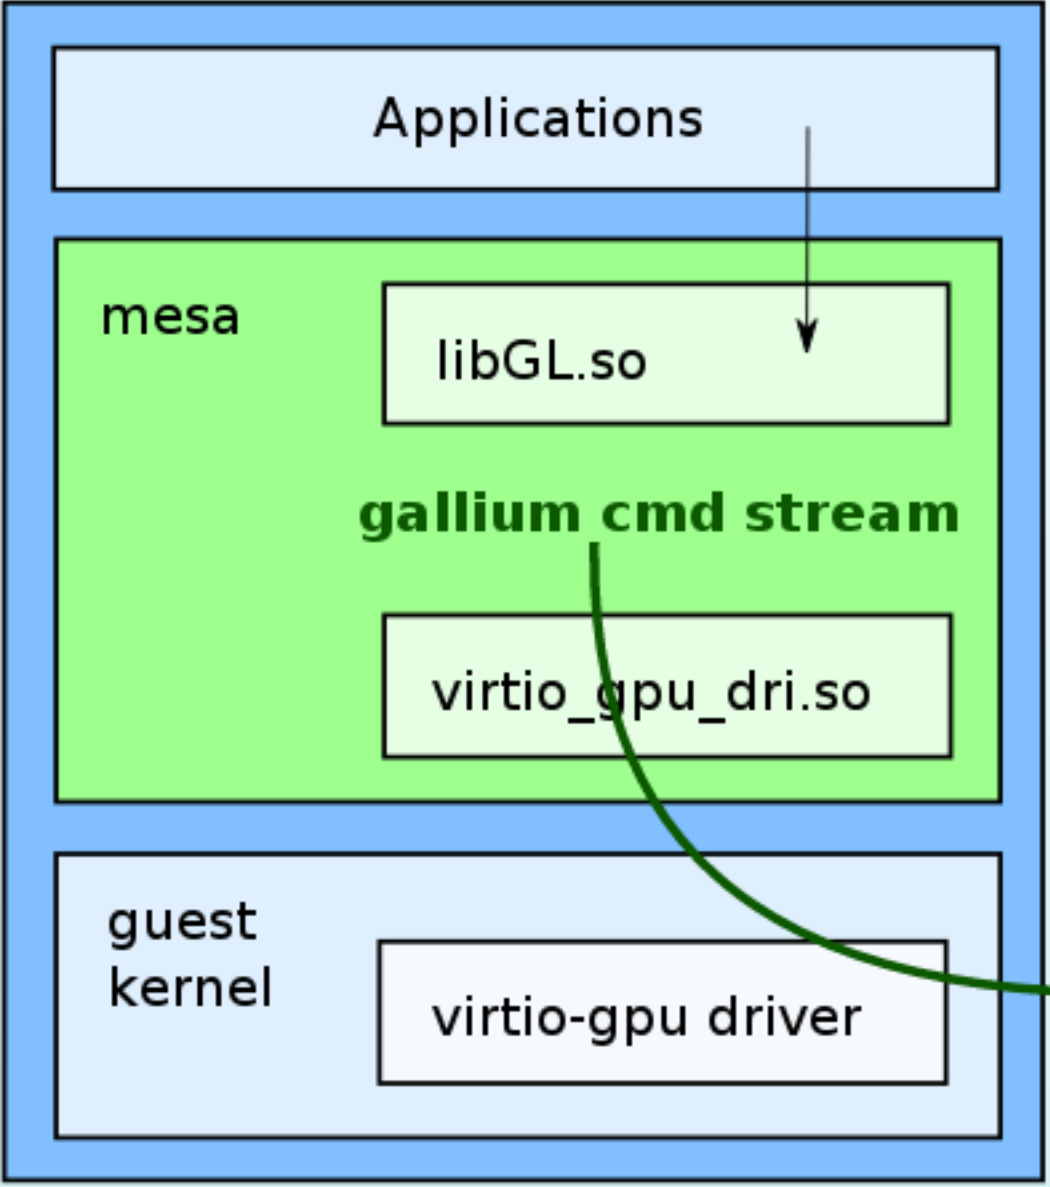 Applications
mesa
libGL.so
gallium cmd stream
virtio_gpu_dri.so
guest
kernel
virtio-gpu driver